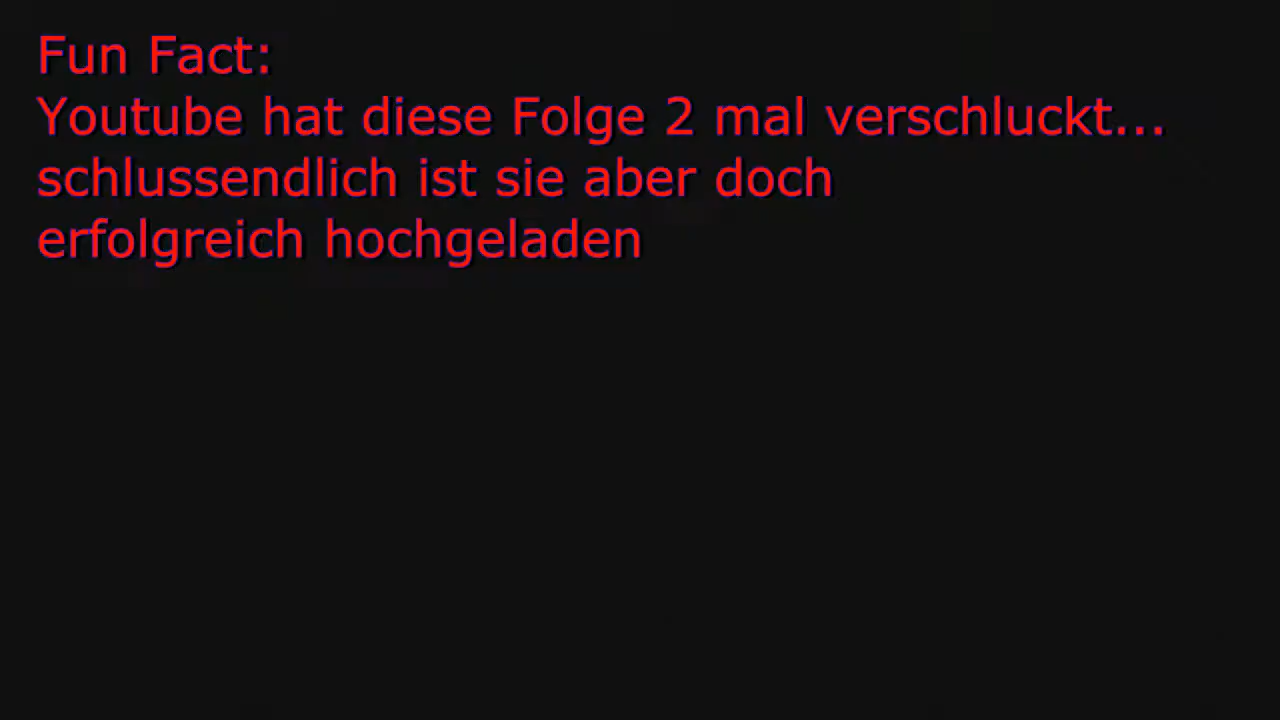 Fun Fact:
Youtube hat diese Folge 2 mal verschluckt...
schlussendlich ist sie aber doch
erfolgreich hochgeladen